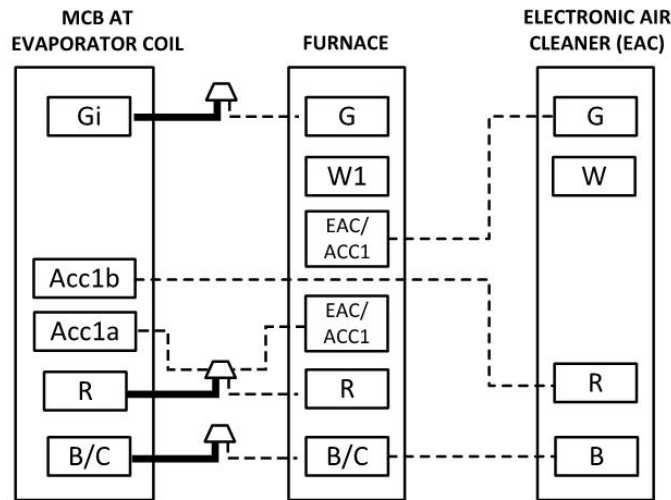 MCB AT
EVAPORATOR COIL
FURNACE
ELECTRONIC AIR
CLEANER (EAC)
Gi
G
G
W1
W
EAC/
ACC1
Acc1b
EAC/
ACC1
Acc1a
R
R
R
B/C
B/C
B